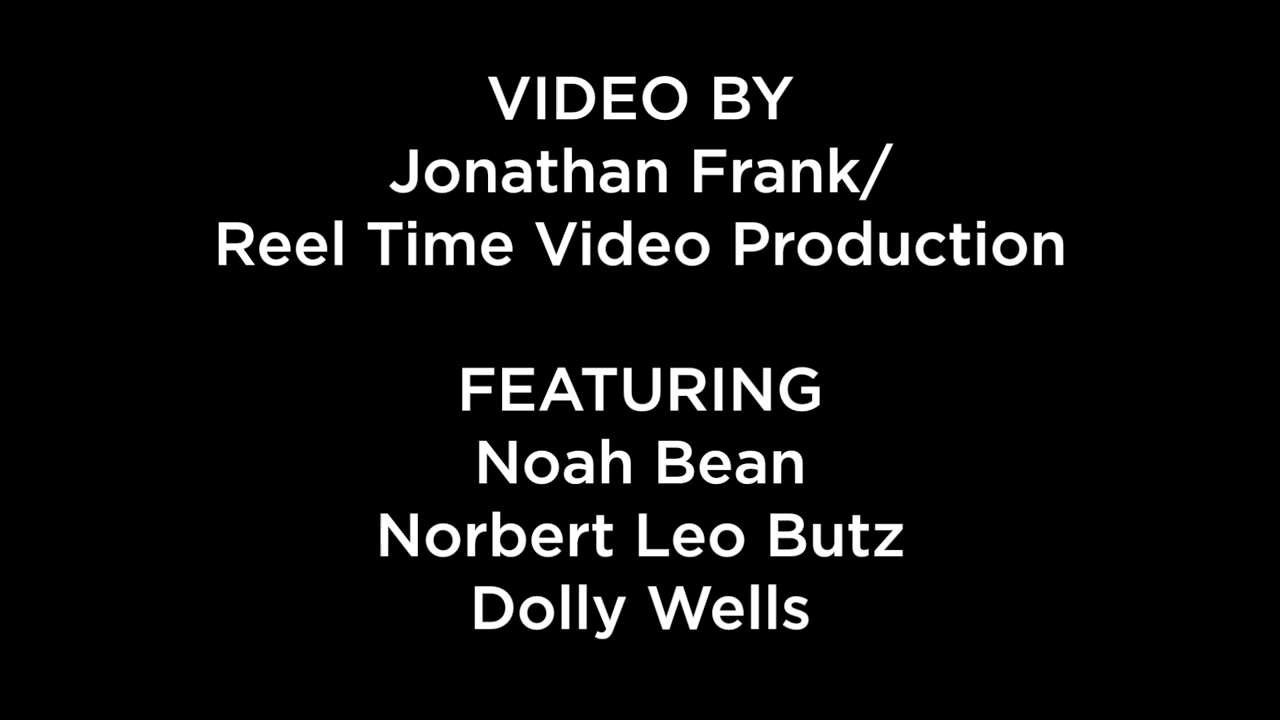 VIDEO BY
Jonathan Frank/
Reel Time Video Production
FEATURING
Noah Bean
Norbert Leo Butz
Dolly Wells